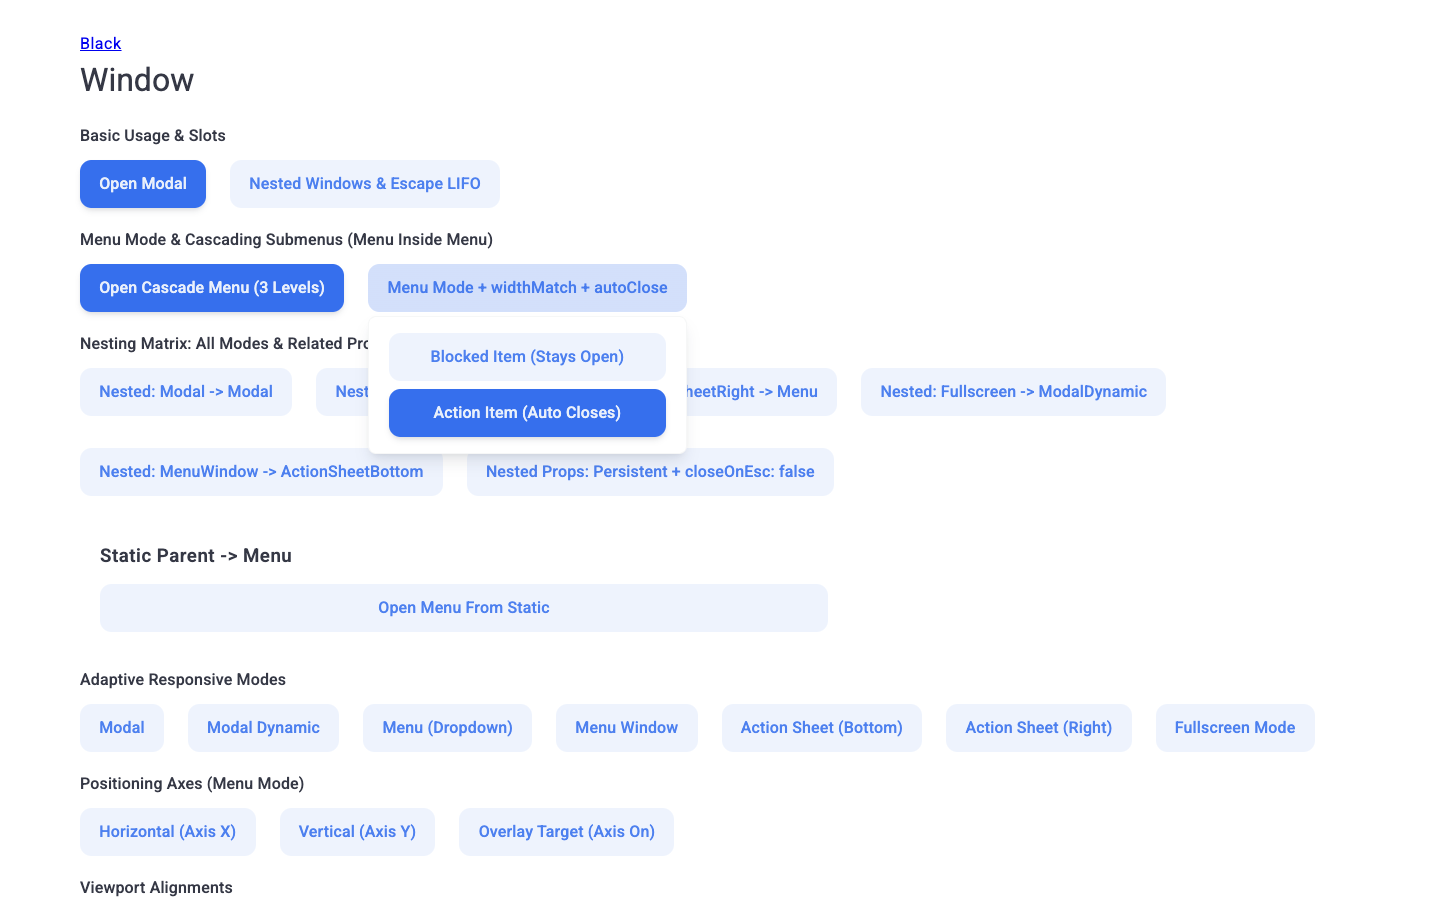 Black
Window
Basic Usage & Slots
Open Modal
Nested Windows & Escape LIFO
Menu Mode & Cascading Submenus (Menu Inside Menu)
Open Cascade Menu (3 Levels)
Menu Mode + widthMatch + autoClose
Blocked Item (Stays Open)
Action Item (Auto Closes)
Nesting Matrix: All Modes & Related
Nested: Modal -> Modal
-> Menu
Nested: Fullscreen -> ModalDynamic
Nested: MenuWindow -> ActionSheetBottom
Nested Props: Persistent + closeOnEsc: false
Static Parent -> Menu
Open Menu From Static
Adaptive Responsive Modes
Modal
Modal Dynamic
Menu (Dropdown)
Menu Window
Action Sheet (Bottom)
Action Sheet (Right)
Fullscreen Mode
Positioning Axes (Menu Mode)
Horizontal (Axis X)
Vertical (Axis Y)
Overlay Target (Axis On)
Viewport Alignments